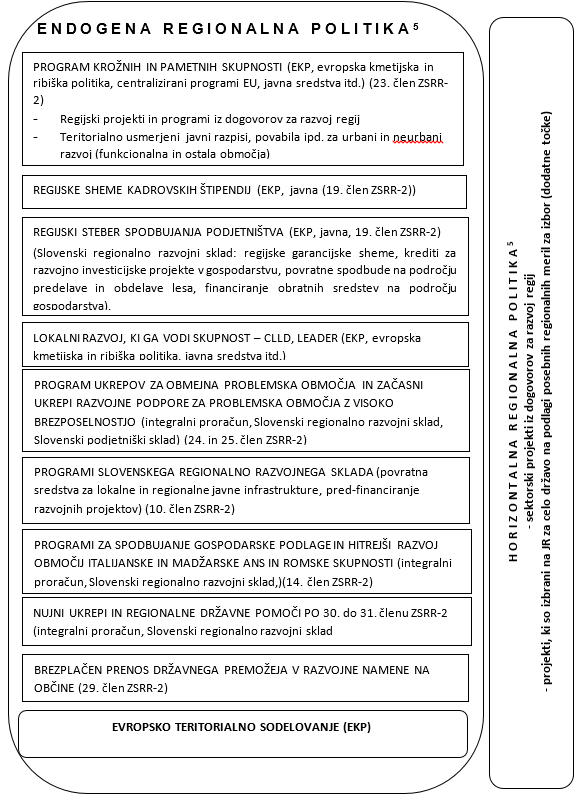 ENDOGENA REGIONALNA POLITIKA⁵
PROGRAM KROŽNIH IN PAMETNIH SKUPNOSTI (EKP, evropska kmetijska in
ribiška politika, centralizirani programi EU, javna sredstva itd.) (23. člen ZSRR-
2)
- Regijski projekti in programi iz dogovorov za razvoj regij
- Teritorialno usmerjeni javni razpisi, povabila ipd. za urbani in neurbani
razvoj (funkcionalna in ostala območja)
REGIJSKE SHEME KADROVSKIH ŠTIPENDIJ (EKP, javna (19. člen ZSRR-2))
REGIJSKI STEBER SPODBUJANJA PODJETNIŠTVA (EKP, javna, 19. člen ZSRR-2)
(Slovenski regionalno razvojni sklad: regijske garancijske sheme, krediti za
razvojno investicijske projekte v gospodarstvu, povratne spodbude na področju
predelave in obdelave lesa, financiranje obratnih sredstev na področju
gospodarstva).
LOKALNI RAZVOJ, KI GA VODI SKUPNOST – CLLD, LEADER (EKP, evropska
kmetijska in ribiška politika, javna sredstva itd.)
PROGRAM UKREPOV ZA OBMEJNA PROBLEMSKA OBMOČJA IN ZAČASNI
UKREPI RAZVOJNE PODPORE ZA PROBLEMSKA OBMOČJA Z VISOKO
BREZPOSELNOSTJO (integralni proračun, Slovenski regionalno razvojni sklad,
Slovenski podjetniški sklad) (24. in 25. člen ZSRR-2)
PROGRAMI SLOVENSKEGA REGIONALNO RAZVOJNEGA SKLADA (povratna
sredstva za lokalne in regionalne javne infrastrukture, pred-financiranje
razvojnih projektov) (10. člen ZSRR-2)
PROGRAMI ZA SPODBUJANJE GOSPODARSKE PODLAGE IN HITREJŠI RAZVOJ
OBMOČIJ ITALIJANSKE IN MADŽARSKE ANS IN ROMSKE SKUPNOSTI (integralni
proračun, Slovenski regionalno razvojni sklad,)(14. člen ZSRR-2)
NUJNI UKREPI IN REGIONALNE DRŽAVNE POMOČI PO 30. do 31. členu ZSRR-2
(integralni proračun, Slovenski regionalno razvojni sklad
BREZPLAČEN PRENOS DRŽAVNEGA PREMOŽEJA V RAZVOJNE NAMENE NA
OBČINE (29. člen ZSRR-2)
EVROPSKO TERITORIALNO SODELOVANJE (EKP)
HORIZONTALNA REGIONALNA POLITIKA⁵
- sektorski projekti iz dogovorov za razvoj regij
- projekti, ki so izbrani na JR za celo državo na podlagi posebnih regionalnih meril za izbor (dodatne točke)